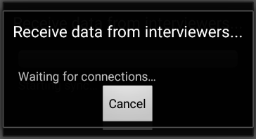 Receive data from interviewers...
Waiting for connections...
Cancel